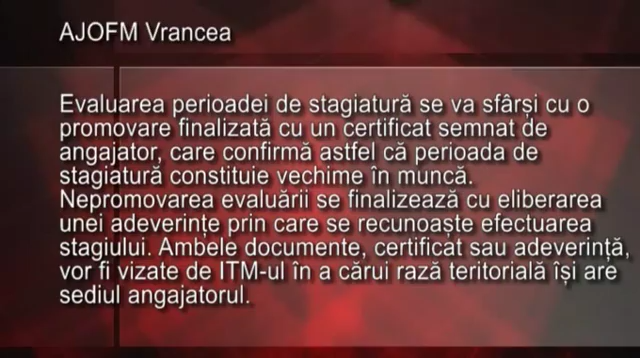 AJOFM Vrancea
Evaluarea perioadei de stagiatură se va sfârşi cu o
promovare finalizată cu un certificat semnat de
angajator, care confirmă astfel că perioada de
stagiatură constituie vechime în muncă.
Nepromovarea evaluării se finalizează cu eliberarea
unei adeverinţe prin care se recunoaşte efectuarea
stagiului. Ambele documente, certificat sau adeverinţă,
vor fi vizate de ITM-ul în a cărui rază teritorială îşi are
sediul angajatorul.